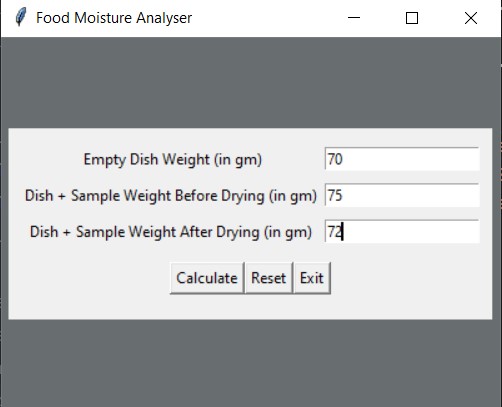 Food Moisture Analyser
Empty Dish Weight (in gm) 70
Dish + Sample Weight Before Drying (in gm) 75
Dish + Sample Weight After Drying (in gm) 72
Calculate Reset Exit